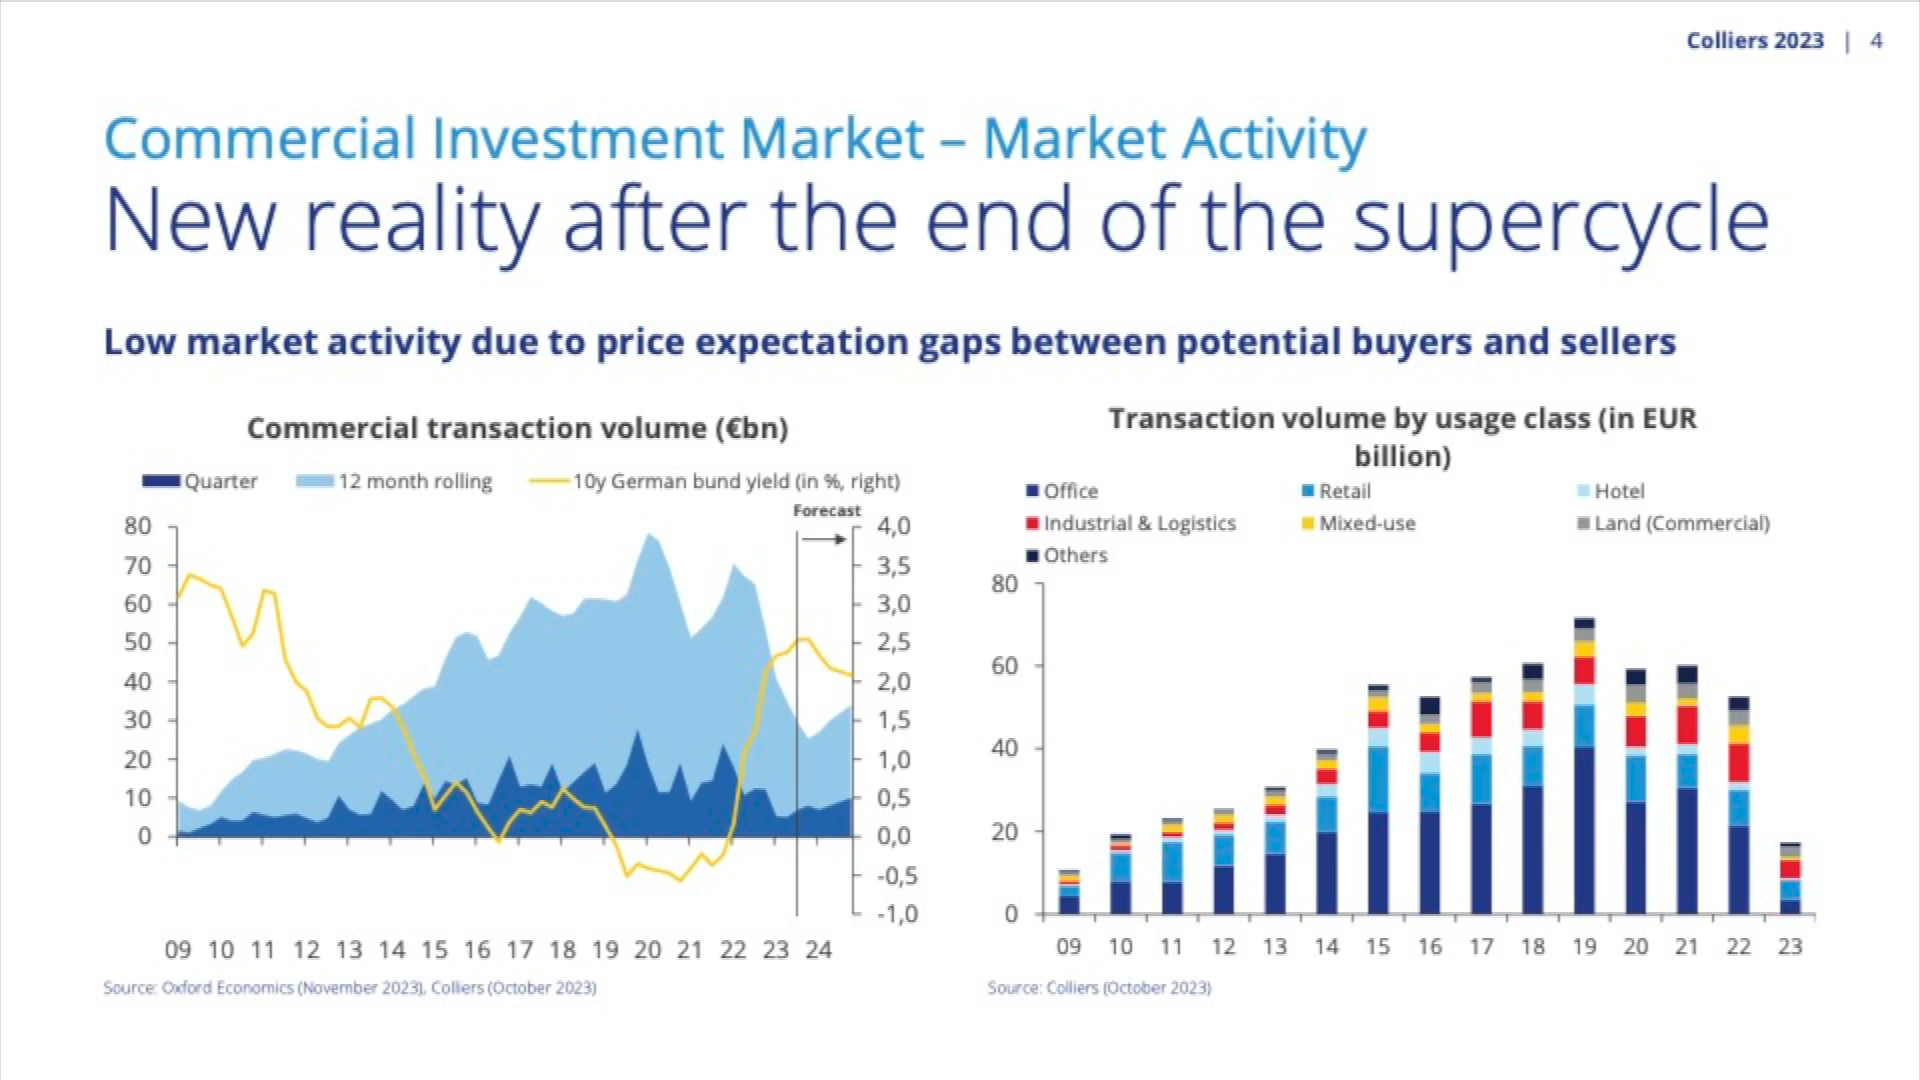 Colliers 2023 | 4
Commercial Investment Market – Market Activity
New reality after the end of the supercycle
Low market activity due to price expectation gaps between potential buyers and sellers
Commercial transaction volume (€bn)
Quarter 12 month rolling 10y German bund yield (in %, right)
Forecast
80 4,0
70 3,5
60 3,0
50 2,5
40 2,0
30 1,5
20 1,0
10 0,5
0 0,0
-0,5
-1,0
09 10 11 12 13 14 15 16 17 18 19 20 21 22 23 24
Source: Oxford Economics (November 2023), Colliers (October 2023)
Transaction volume by usage class (in EUR
billion)
Office Retail Hotel
Industrial & Logistics Mixed-use Land (Commercial)
Others
80
60
40
20
0
09 10 11 12 13 14 15 16 17 18 19 20 21 22 23
Source: Colliers (October 2023)